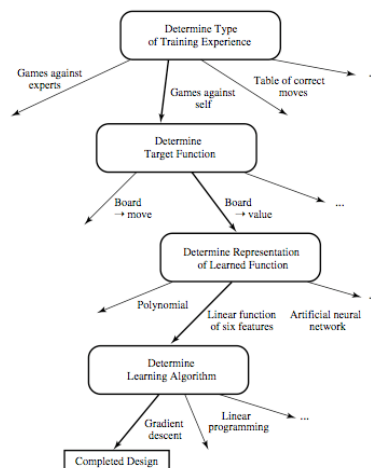 Determine Type
of Training Experience
Games against
experts
Games against
self
Table of correct
moves
Determine
Target Function
Board
→ move
Board
→ value
...
Determine Representation
of Learned Function
Polynomial
Linear function
of six features
Artificial neural
network
Determine
Learning Algorithm
Gradient
descent
Linear
programming
...
Completed Design